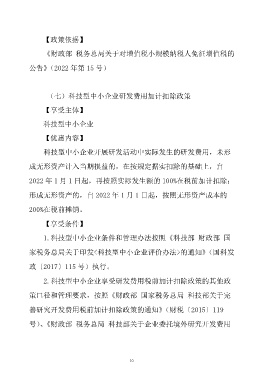 【政策依据】
《财政部 税务总局关于对增值税小规模纳税人免征增值税的
公告》（2022 年第 15 号）
（七）科技型中小企业研发费用加计扣除政策
【享受主体】
科技型中小企业
【优惠内容】
科技型中小企业开展研发活动中实际发生的研发费用，未形
成无形资产计入当期损益的，在按规定据实扣除的基础上，自
2022 年 1 月 1 日起，再按照实际发生额的 100%在税前加计扣除；
形成无形资产的，自 2022 年 1 月 1 日起，按照无形资产成本的
200%在税前摊销。
【享受条件】
1.科技型中小企业条件和管理办法按照《科技部 财政部 国
家税务总局关于印发<科技型中小企业评价办法>的通知》（国科发
政〔2017〕115 号）执行。
2.科技型中小企业享受研发费用税前加计扣除政策的其他政
策口径和管理要求，按照《财政部 国家税务总局 科技部关于完
善研究开发费用税前加计扣除政策的通知》（财税〔2015〕119
号）、《财政部 税务总局 科技部关于企业委托境外研究开发费用
10